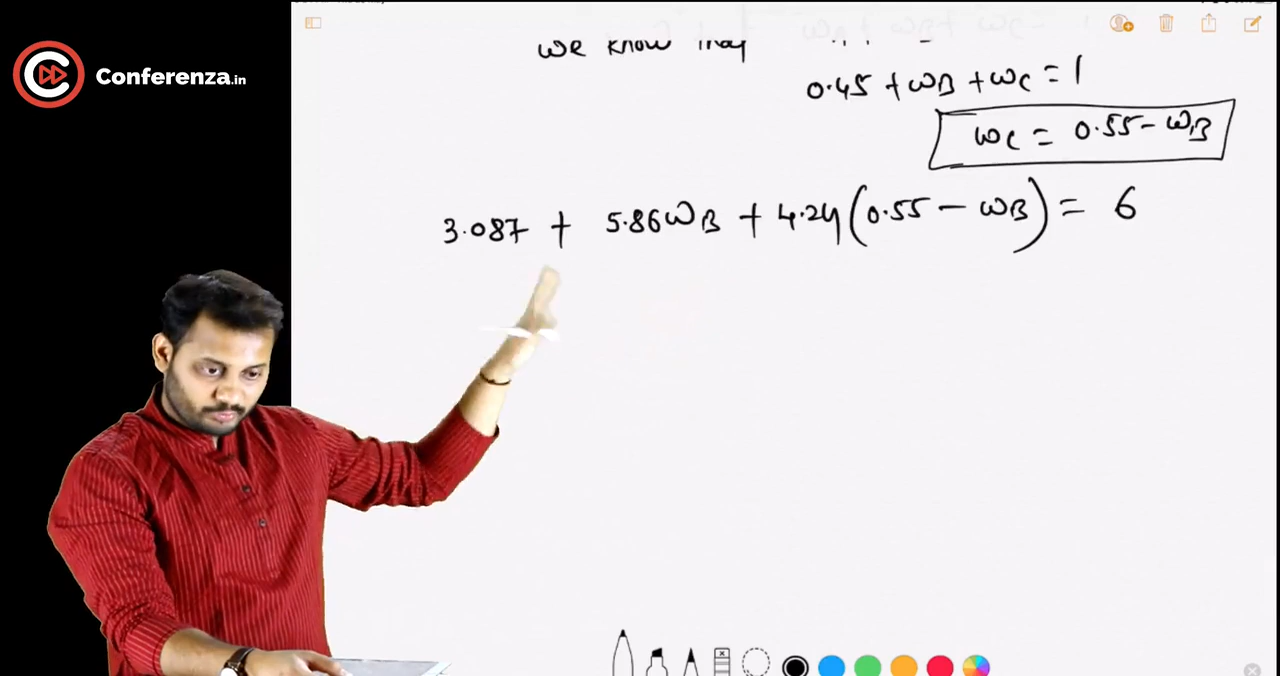 Conferenza.in
we know
0.45 + ωB + ωC = 1
ωC = 0.55 - ωB
3.087 + 5.86ωB + 4.24(0.55 - ωB) = 6